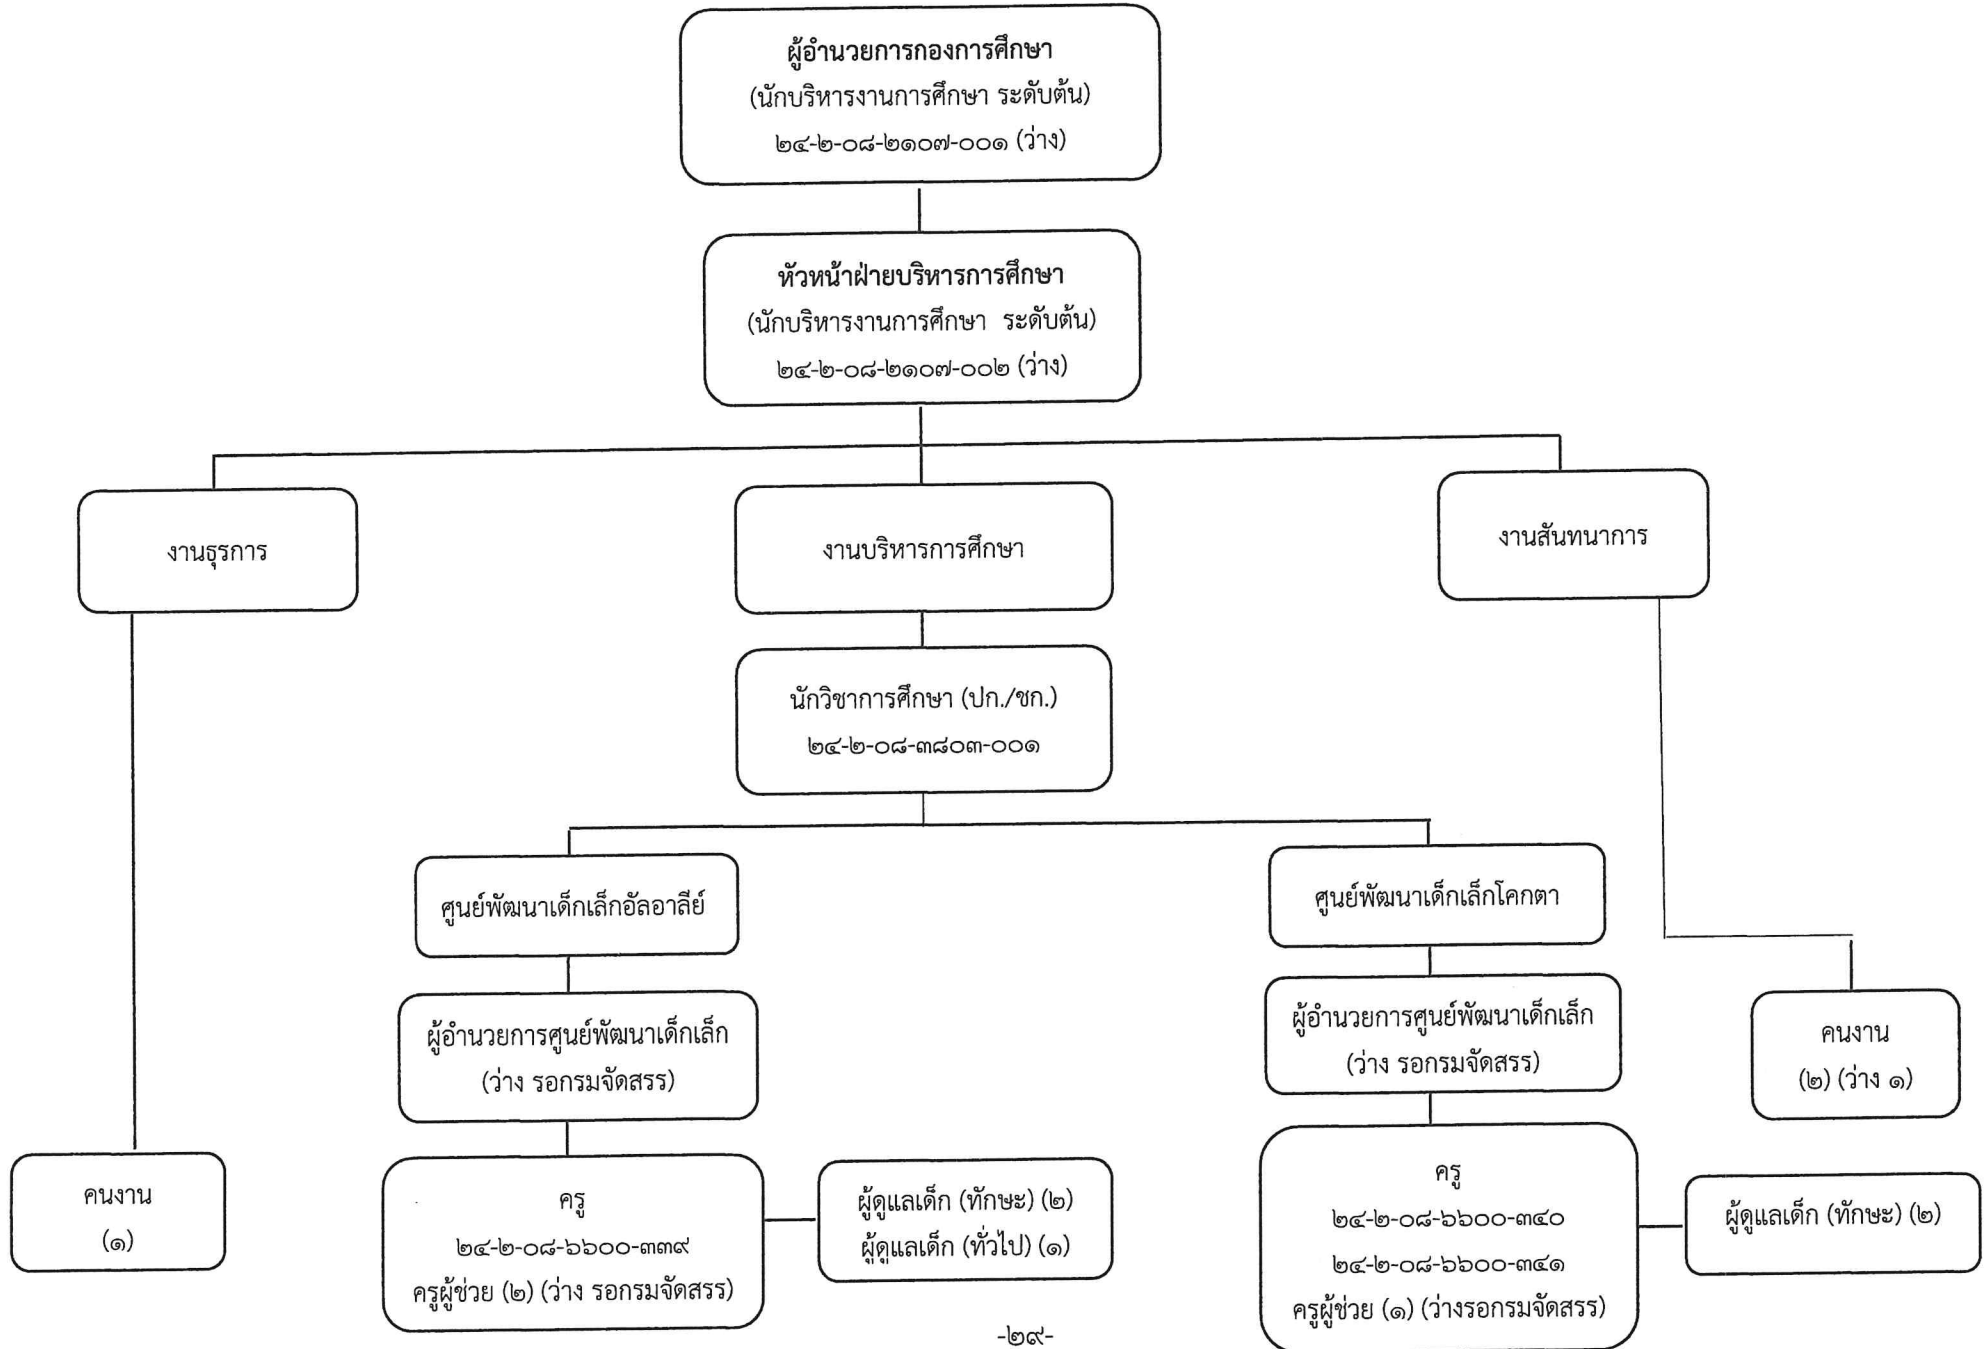 ผู้อำนวยการกองการศึกษา
(นักบริหารงานการศึกษา ระดับต้น)
๒๔-๒-๐๘-๒๑๐๗-๐๐๑ (ว่าง)
หัวหน้าฝ่ายบริหารการศึกษา
(นักบริหารงานการศึกษา ระดับต้น)
๒๔-๒-๐๘-๒๑๐๗-๐๐๒ (ว่าง)
งานธุรการ
งานบริหารการศึกษา
งานสันทนาการ
นักวิชาการศึกษา (ปก./ชก.)
๒๔-๒-๐๘-๓๘๐๓-๐๐๑
ศูนย์พัฒนาเด็กเล็กอัลอาลีย์
ศูนย์พัฒนาเด็กเล็กโคกตา
ผู้อำนวยการศูนย์พัฒนาเด็กเล็ก
(ว่าง รอกรมจัดสรร)
ผู้อำนวยการศูนย์พัฒนาเด็กเล็ก
(ว่าง รอกรมจัดสรร)
คนงาน
(๒) (ว่าง ๑)
คนงาน
(๑)
ครู
๒๔-๒-๐๘-๖๖๐๐-๓๓๙
ครูผู้ช่วย (๒) (ว่าง รอกรมจัดสรร)
ผู้ดูแลเด็ก (ทักษะ) (๒)
ผู้ดูแลเด็ก (ทั่วไป) (๑)
ครู
๒๔-๒-๐๘-๖๖๐๐-๓๔๐
๒๔-๒-๐๘-๖๖๐๐-๓๔๑
ครูผู้ช่วย (๑) (ว่างรอกรมจัดสรร)
ผู้ดูแลเด็ก (ทักษะ) (๒)
-๒๙-